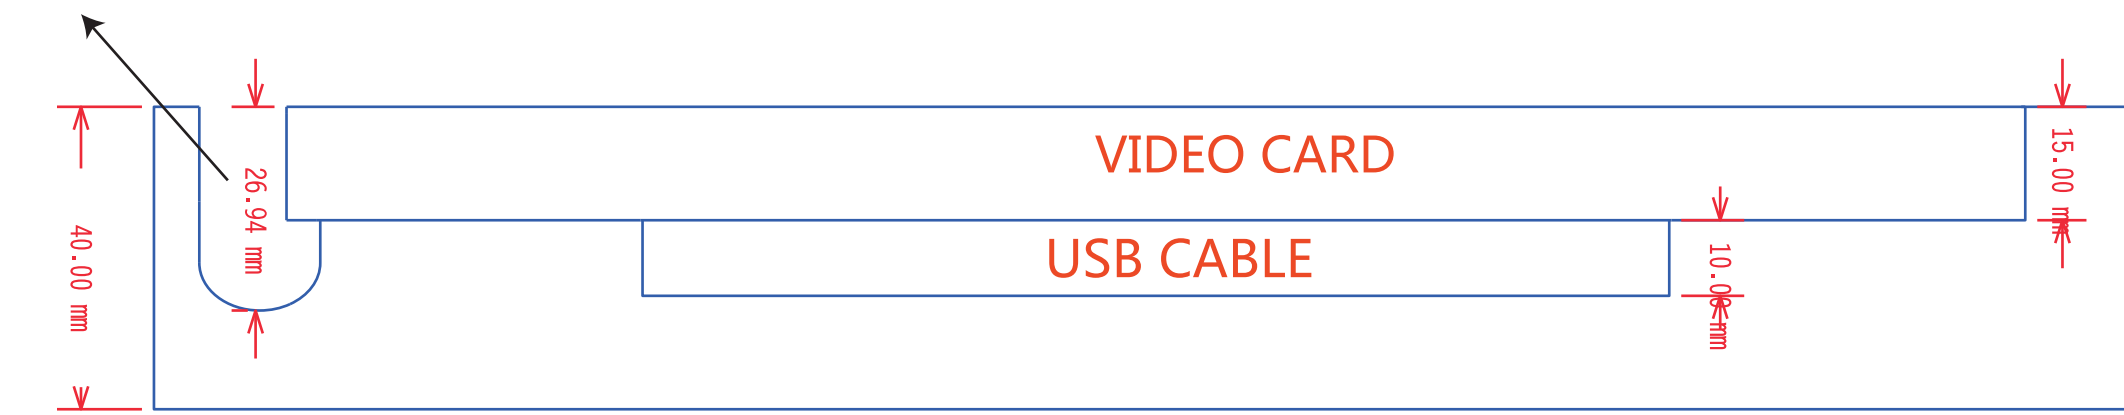 VIDEO CARD
15.00 mm
26.94 mm
40.00 mm
USB CABLE
10.00 mm